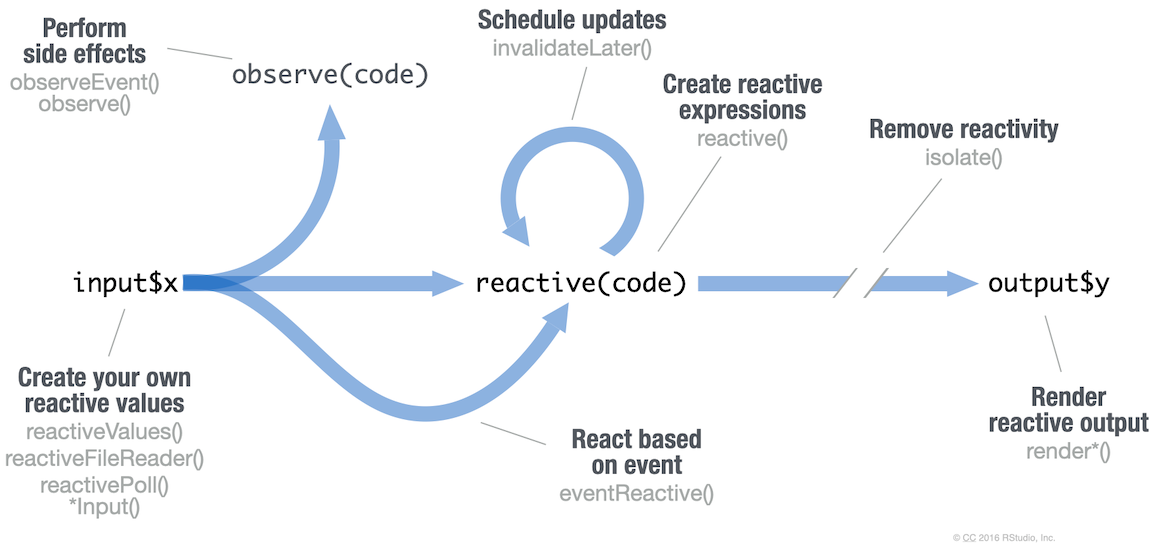 Perform
side effects
observeEvent()
observe()
observe(code)
Schedule updates
invalidateLater()
Create reactive
expressions
reactive()
Remove reactivity
isolate()
input$x
reactive(code)
output$y
Create your own
reactive values
reactiveValues()
reactiveFileReader()
reactivePoll()
*Input()
React based
on event
eventReactive()
Render
reactive output
render*()
© CC 2016 RStudio, Inc.